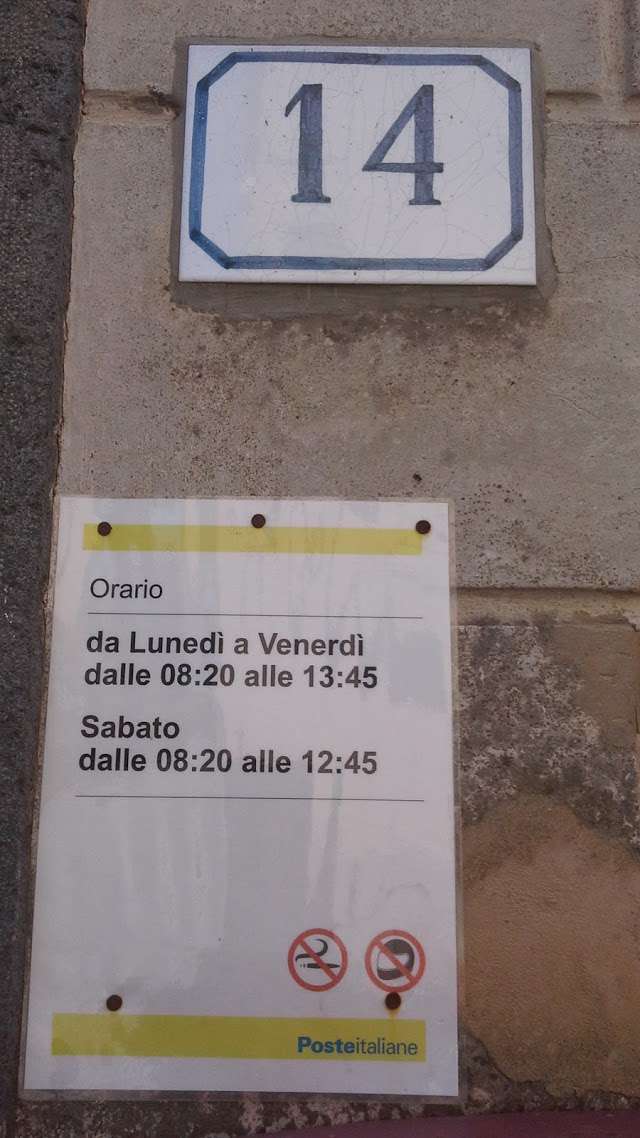 14
Orario
da Lunedì a Venerdì
dalle 08:20 alle 13:45
Sabato
dalle 08:20 alle 12:45
Posteitaliane